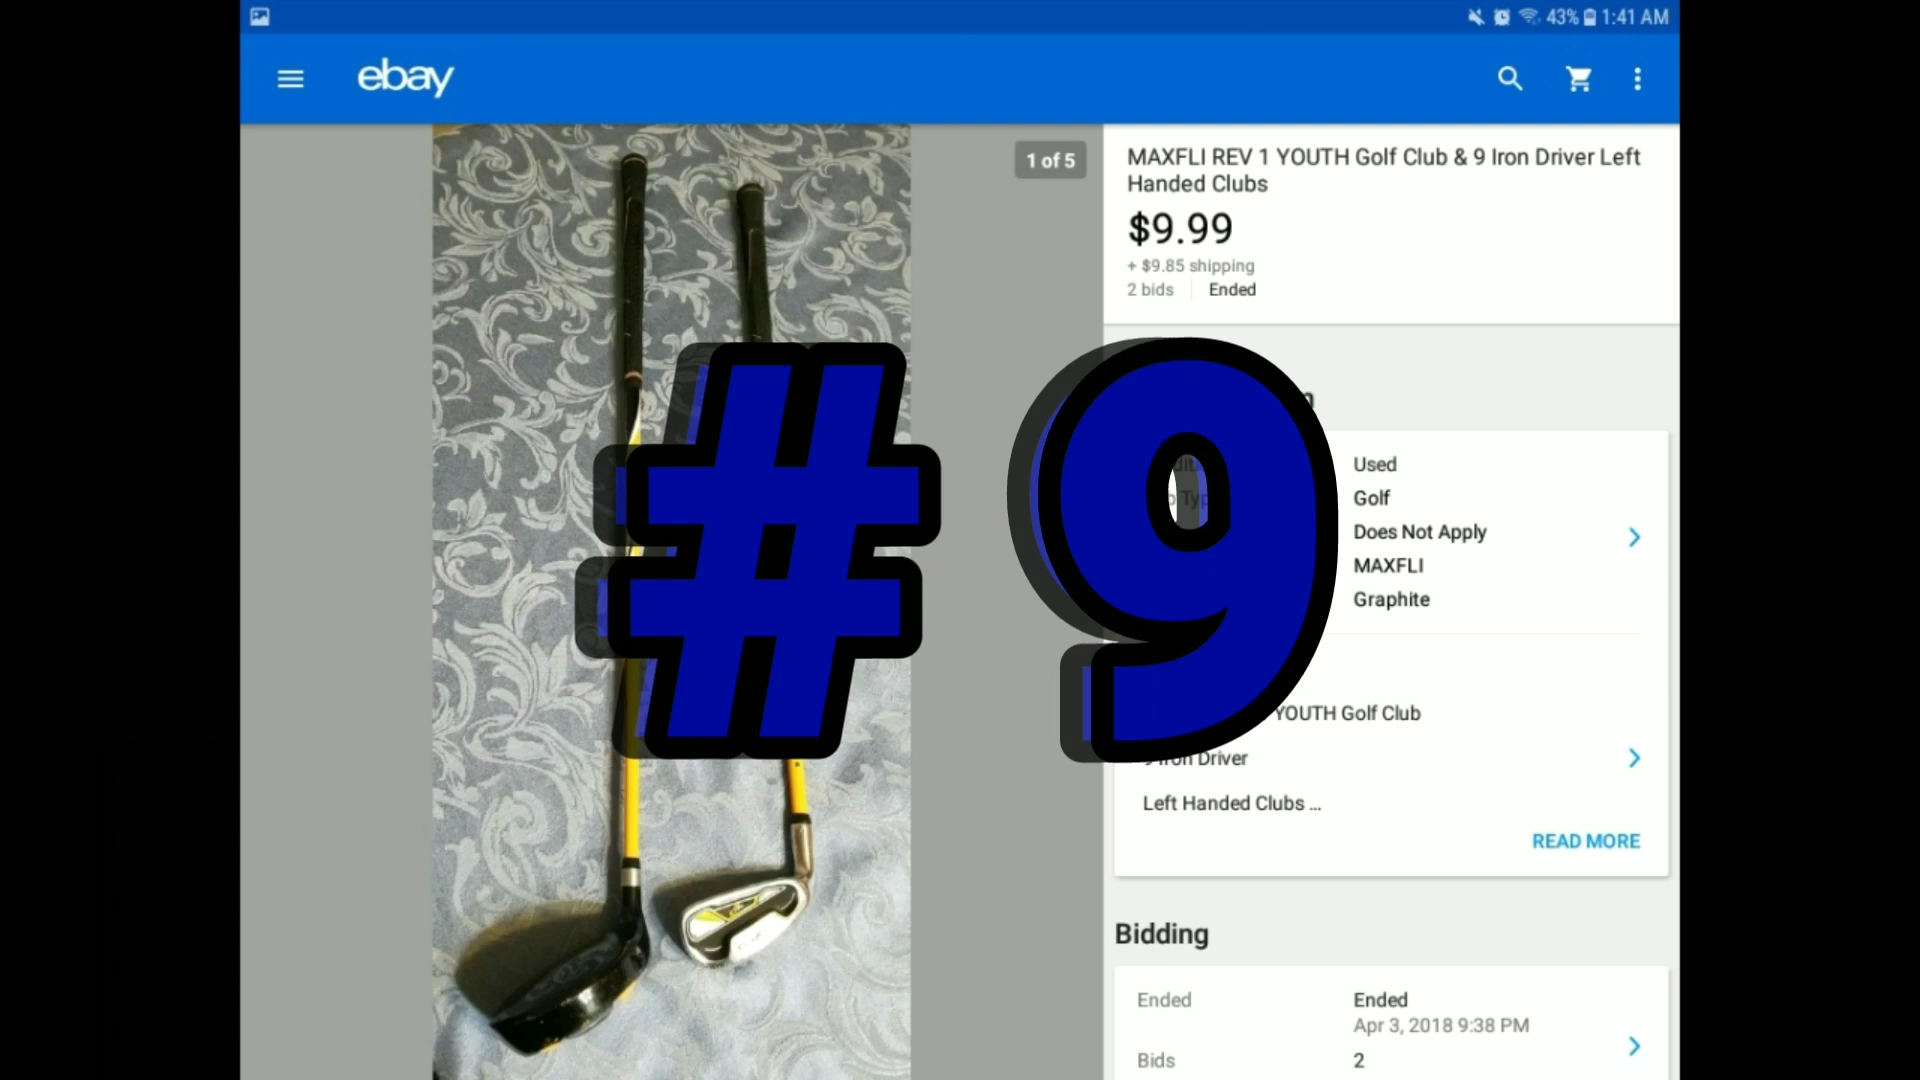 43% 1:41 AM
ebay
1 of 5
MAXFLI REV 1 YOUTH Golf Club & 9 Iron Driver Left
Handed Clubs
$9.99
+ $9.85 shipping
2 bids
Ended
# 9
Used
Golf
Does Not Apply
MAXFLI
Graphite
YOUTH Golf Club
9 Iron Driver
Left Handed Clubs ...
READ MORE
Bidding
Ended
Ended
Apr 3, 2018 9:38 PM
Bids
2